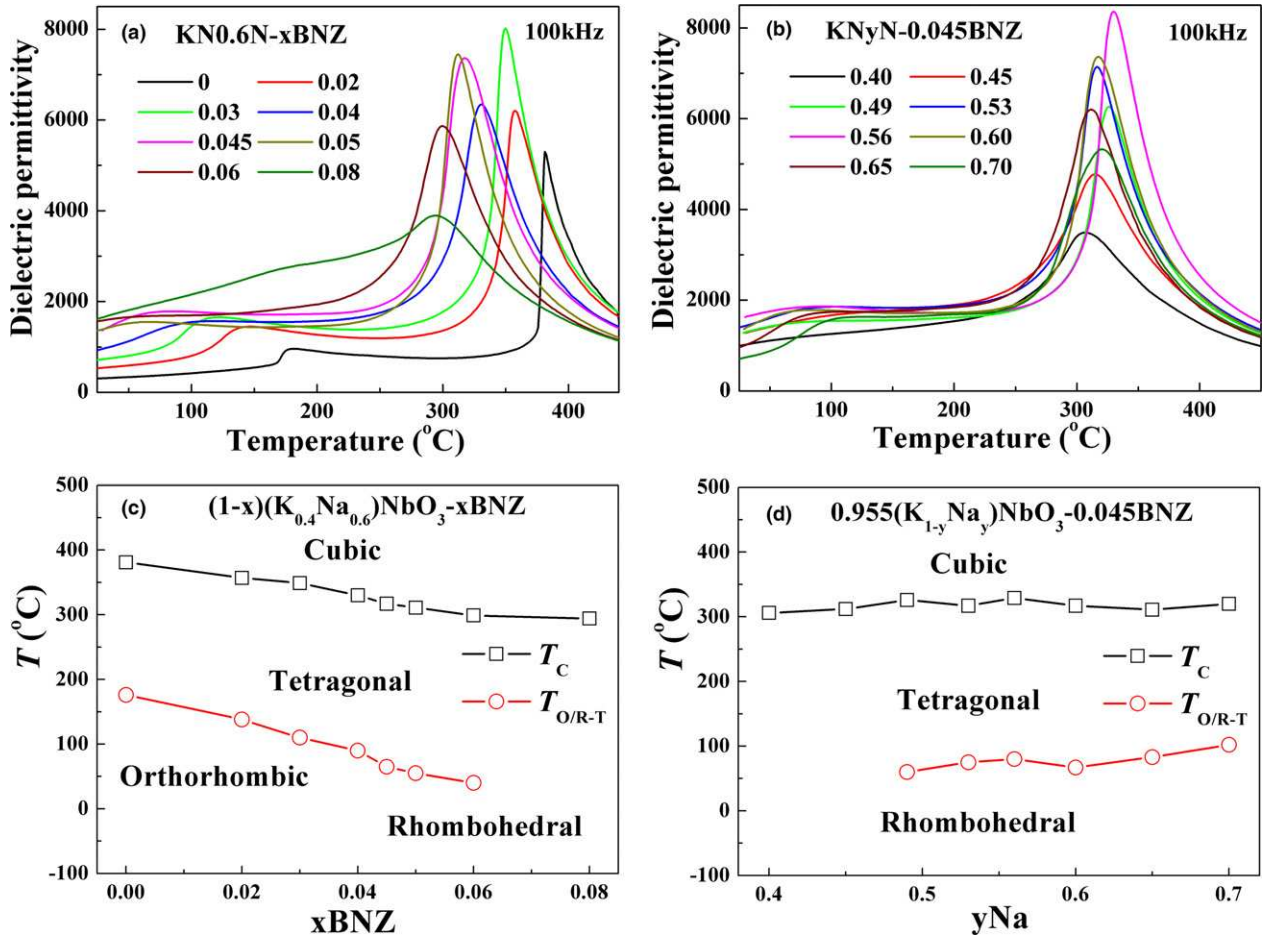 (a) KN0.6N-xBNZ 100kHz
0 0.02
0.03 0.04
0.045 0.05
0.06 0.08
Dielectric permittivity
8000
6000
4000
2000
0
100 200 300 400
Temperature (°C)
(b) KNyN-0.045BNZ 100kHz
0.40 0.45
0.49 0.53
0.56 0.60
0.65 0.70
Dielectric permittivity
8000
6000
4000
2000
0
100 200 300 400
Temperature (°C)
(c) (1-x)(K0.4Na0.6)NbO3-xBNZ
Cubic
Tetragonal
TC
TO/R-T
Orthorhombic
Rhombohedral
T (°C)
500
400
300
200
100
0
-100
0.00 0.02 0.04 0.06 0.08
xBNZ
(d) 0.955(K1-yNay)NbO3-0.045BNZ
Cubic
Tetragonal
TC
TO/R-T
Rhombohedral
T (°C)
500
400
300
200
100
0
-100
0.4 0.5 0.6 0.7
yNa